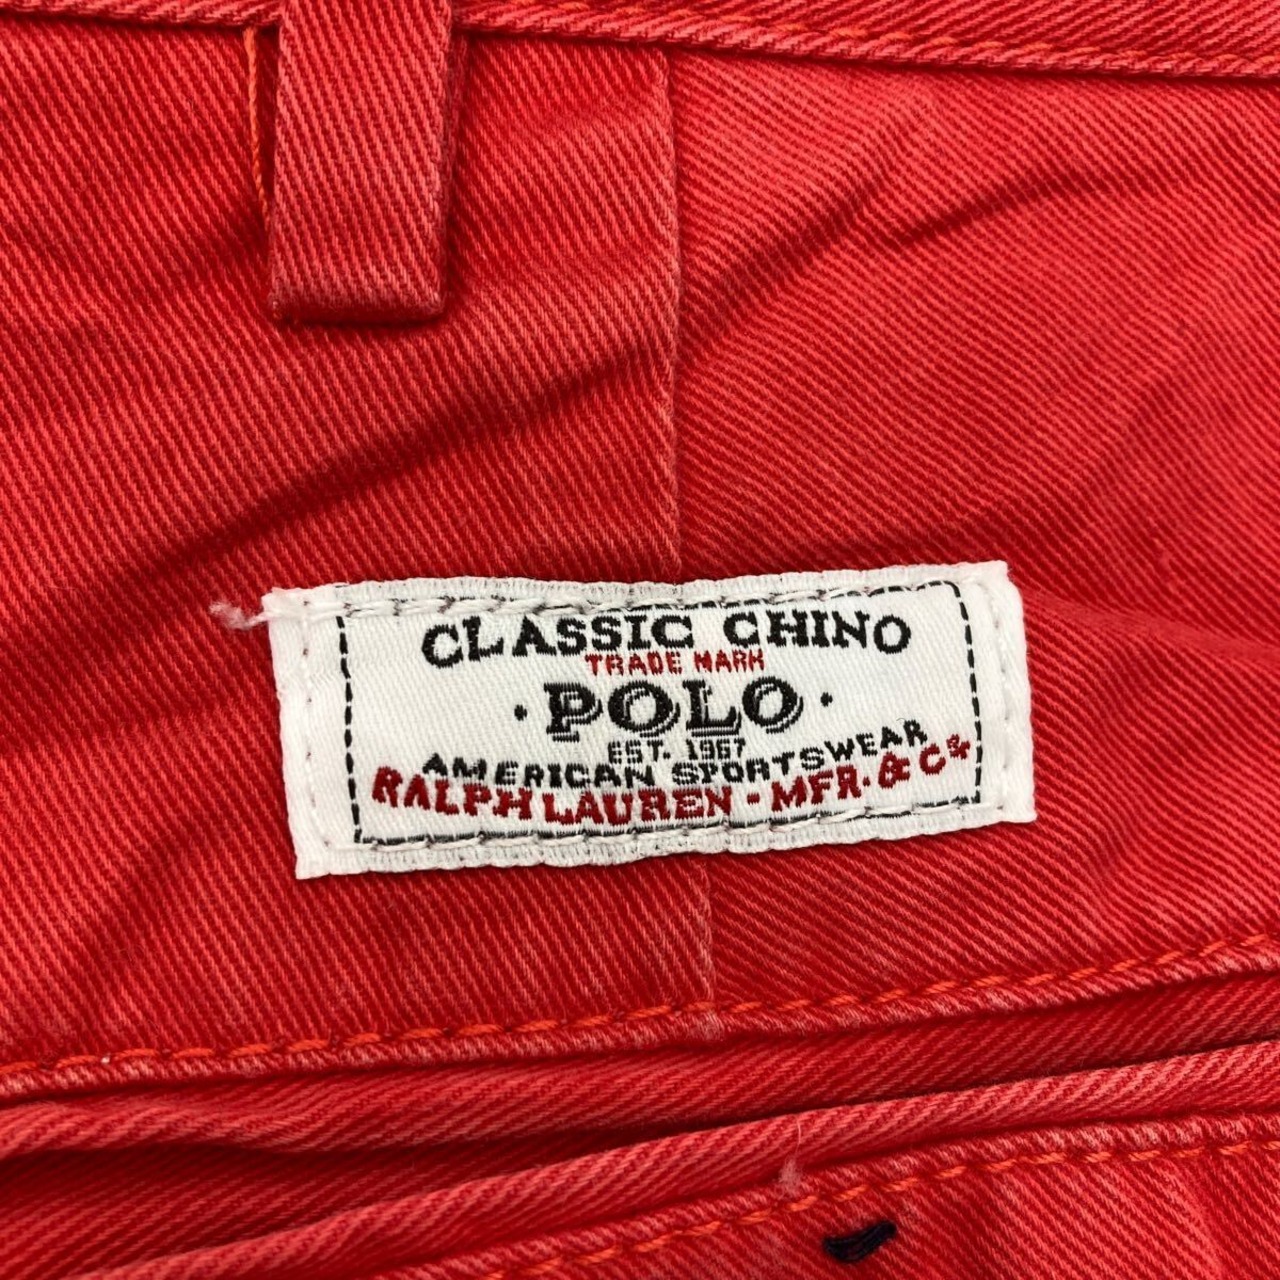 CLASSIC CHINO
TRADE MARK
· POLO ·
EST. 1967
AMERICAN SPORTSWEAR
RALPH LAUREN - MFR. & Co